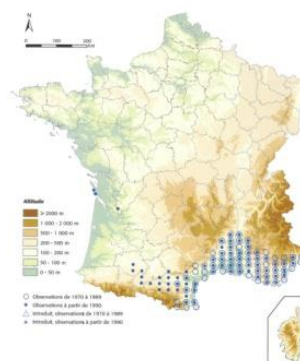 N
0 100 200
km
Altitude
> 2000 m
1 000 - 2 000 m
500 - 1 000 m
200 - 500 m
100 - 200 m
50 - 100 m
0 - 50 m
Observations de 1970 à 1989
Observations à partir de 1990
Introduit, observations de 1970 à 1989
Introduit, observations à partir de 1990